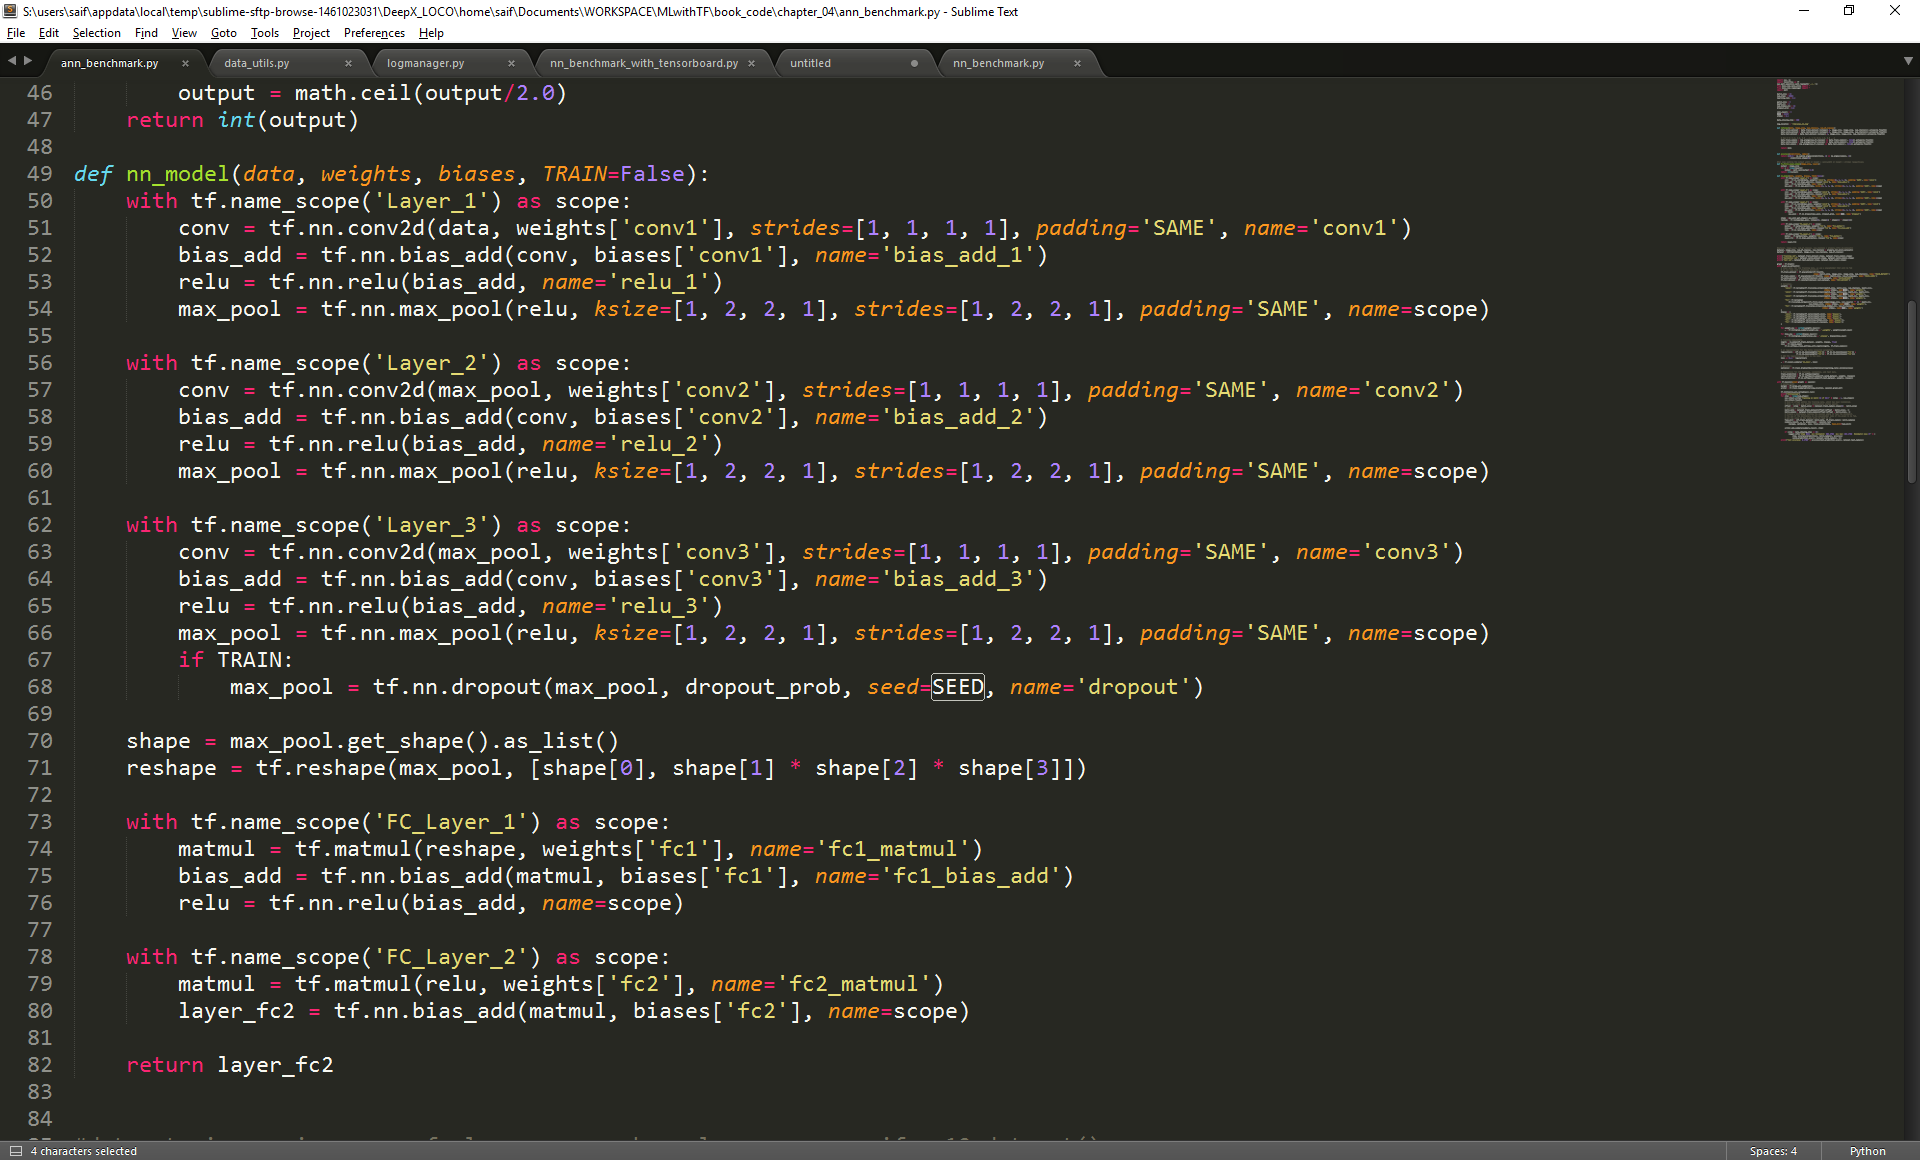 S:\users\saif\appdata\local\temp\sublime-sftp-browse-1461023031\DeepX_LOCO\home\saif\Documents\WORKSPACE\MLwithTF\book_code\chapter_04\ann_benchmark.py - Sublime Text
File Edit Selection Find View Goto Tools Project Preferences Help
ann_benchmark.py × data_utils.py × logmanager.py × nn_benchmark_with_tensorboard.py × untitled nn_benchmark.py ×
46         output = math.ceil(output/2.0)
47     return int(output)
48
49 def nn_model(data, weights, biases, TRAIN=False):
50     with tf.name_scope('Layer_1') as scope:
51         conv = tf.nn.conv2d(data, weights['conv1'], strides=[1, 1, 1, 1], padding='SAME', name='conv1')
52         bias_add = tf.nn.bias_add(conv, biases['conv1'], name='bias_add_1')
53         relu = tf.nn.relu(bias_add, name='relu_1')
54         max_pool = tf.nn.max_pool(relu, ksize=[1, 2, 2, 1], strides=[1, 2, 2, 1], padding='SAME', name=scope)
55
56     with tf.name_scope('Layer_2') as scope:
57         conv = tf.nn.conv2d(max_pool, weights['conv2'], strides=[1, 1, 1, 1], padding='SAME', name='conv2')
58         bias_add = tf.nn.bias_add(conv, biases['conv2'], name='bias_add_2')
59         relu = tf.nn.relu(bias_add, name='relu_2')
60         max_pool = tf.nn.max_pool(relu, ksize=[1, 2, 2, 1], strides=[1, 2, 2, 1], padding='SAME', name=scope)
61
62     with tf.name_scope('Layer_3') as scope:
63         conv = tf.nn.conv2d(max_pool, weights['conv3'], strides=[1, 1, 1, 1], padding='SAME', name='conv3')
64         bias_add = tf.nn.bias_add(conv, biases['conv3'], name='bias_add_3')
65         relu = tf.nn.relu(bias_add, name='relu_3')
66         max_pool = tf.nn.max_pool(relu, ksize=[1, 2, 2, 1], strides=[1, 2, 2, 1], padding='SAME', name=scope)
67         if TRAIN:
68             max_pool = tf.nn.dropout(max_pool, dropout_prob, seed=SEED, name='dropout')
69
70     shape = max_pool.get_shape().as_list()
71     reshape = tf.reshape(max_pool, [shape[0], shape[1] * shape[2] * shape[3]])
72
73     with tf.name_scope('FC_Layer_1') as scope:
74         matmul = tf.matmul(reshape, weights['fc1'], name='fc1_matmul')
75         bias_add = tf.nn.bias_add(matmul, biases['fc1'], name='fc1_bias_add')
76         relu = tf.nn.relu(bias_add, name=scope)
77
78     with tf.name_scope('FC_Layer_2') as scope:
79         matmul = tf.matmul(relu, weights['fc2'], name='fc2_matmul')
80         layer_fc2 = tf.nn.bias_add(matmul, biases['fc2'], name=scope)
81
82     return layer_fc2
83
84
4 characters selected Spaces: 4 Python